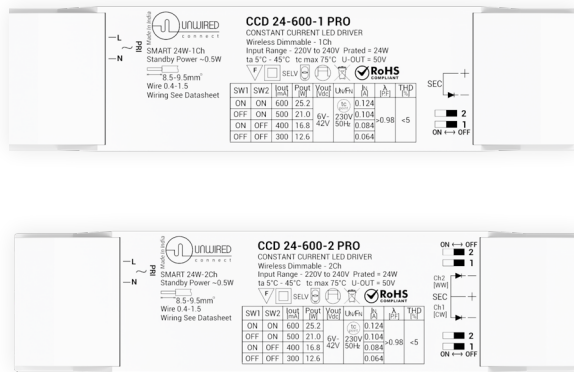 L
N
PRI
Made in India
UNWIRED
connect
SMART 24W-1Ch
Standby Power ~0.5W
8.5-9.5mm
Wire 0.4-1.5
Wiring See Datasheet
CCD 24-600-1 PRO
CONSTANT CURRENT LED DRIVER
Wireless Dimmable - 1Ch
Input Range - 220V to 240V Prated = 24W
ta 5°C - 45°C tc max 75°C U-OUT = 50V
F SELV RoHS
COMPLIANT
SW1 SW2 Iout [mA] Pout [W] Vout [Vdc] UN/FN IN [A] λ [P.F] THD [%]
ON ON 600 25.2 6V-42V tc 230V 50Hz 0.124 >0.98 <5
OFF ON 500 21.0 0.104
ON OFF 400 16.8 0.084
OFF OFF 300 12.6 0.064
SEC
+
-
2
1
ON ↔ OFF
L
N
PRI
Made in India
UNWIRED
connect
SMART 24W-2Ch
Standby Power ~0.5W
8.5-9.5mm
Wire 0.4-1.5
Wiring See Datasheet
CCD 24-600-2 PRO
CONSTANT CURRENT LED DRIVER
Wireless Dimmable - 2Ch
Input Range - 220V to 240V Prated = 24W
ta 5°C - 45°C tc max 75°C U-OUT = 50V
F SELV RoHS
COMPLIANT
SW1 SW2 Iout [mA] Pout [W] Vout [Vdc] UN/FN IN [A] λ [P.F] THD [%]
ON ON 600 25.2 6V-42V tc 230V 50Hz 0.124 >0.98 <5
OFF ON 500 21.0 0.104
ON OFF 400 16.8 0.084
OFF OFF 300 12.6 0.064
ON ↔ OFF
2
1
Ch2
[WW]
SEC
+
Ch1
[CW]
2
1
ON ↔ OFF